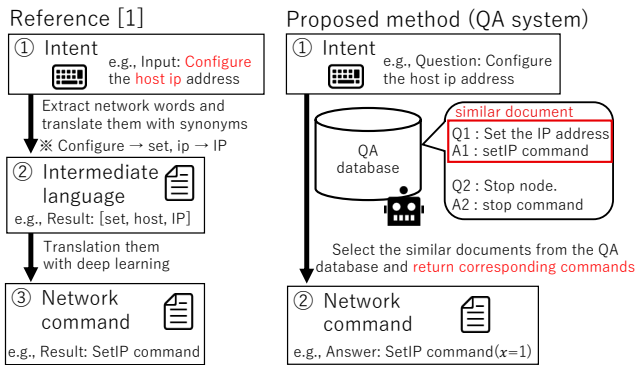 Reference [1]
① Intent
e.g., Input: Configure
the host ip address
Extract network words and
translate them with synonyms
※ Configure → set, ip → IP
② Intermediate
language
e.g., Result: [set, host, IP]
Translation them
with deep learning
③ Network
command
e.g., Result: SetIP command
Proposed method (QA system)
① Intent
e.g., Question: Configure
the host ip address
QA
database
similar document
Q1 : Set the IP address
A1 : setIP command
Q2 : Stop node.
A2 : stop command
Select the similar documents from the QA
database and return corresponding commands
② Network
command
e.g., Answer: SetIP command(x=1)